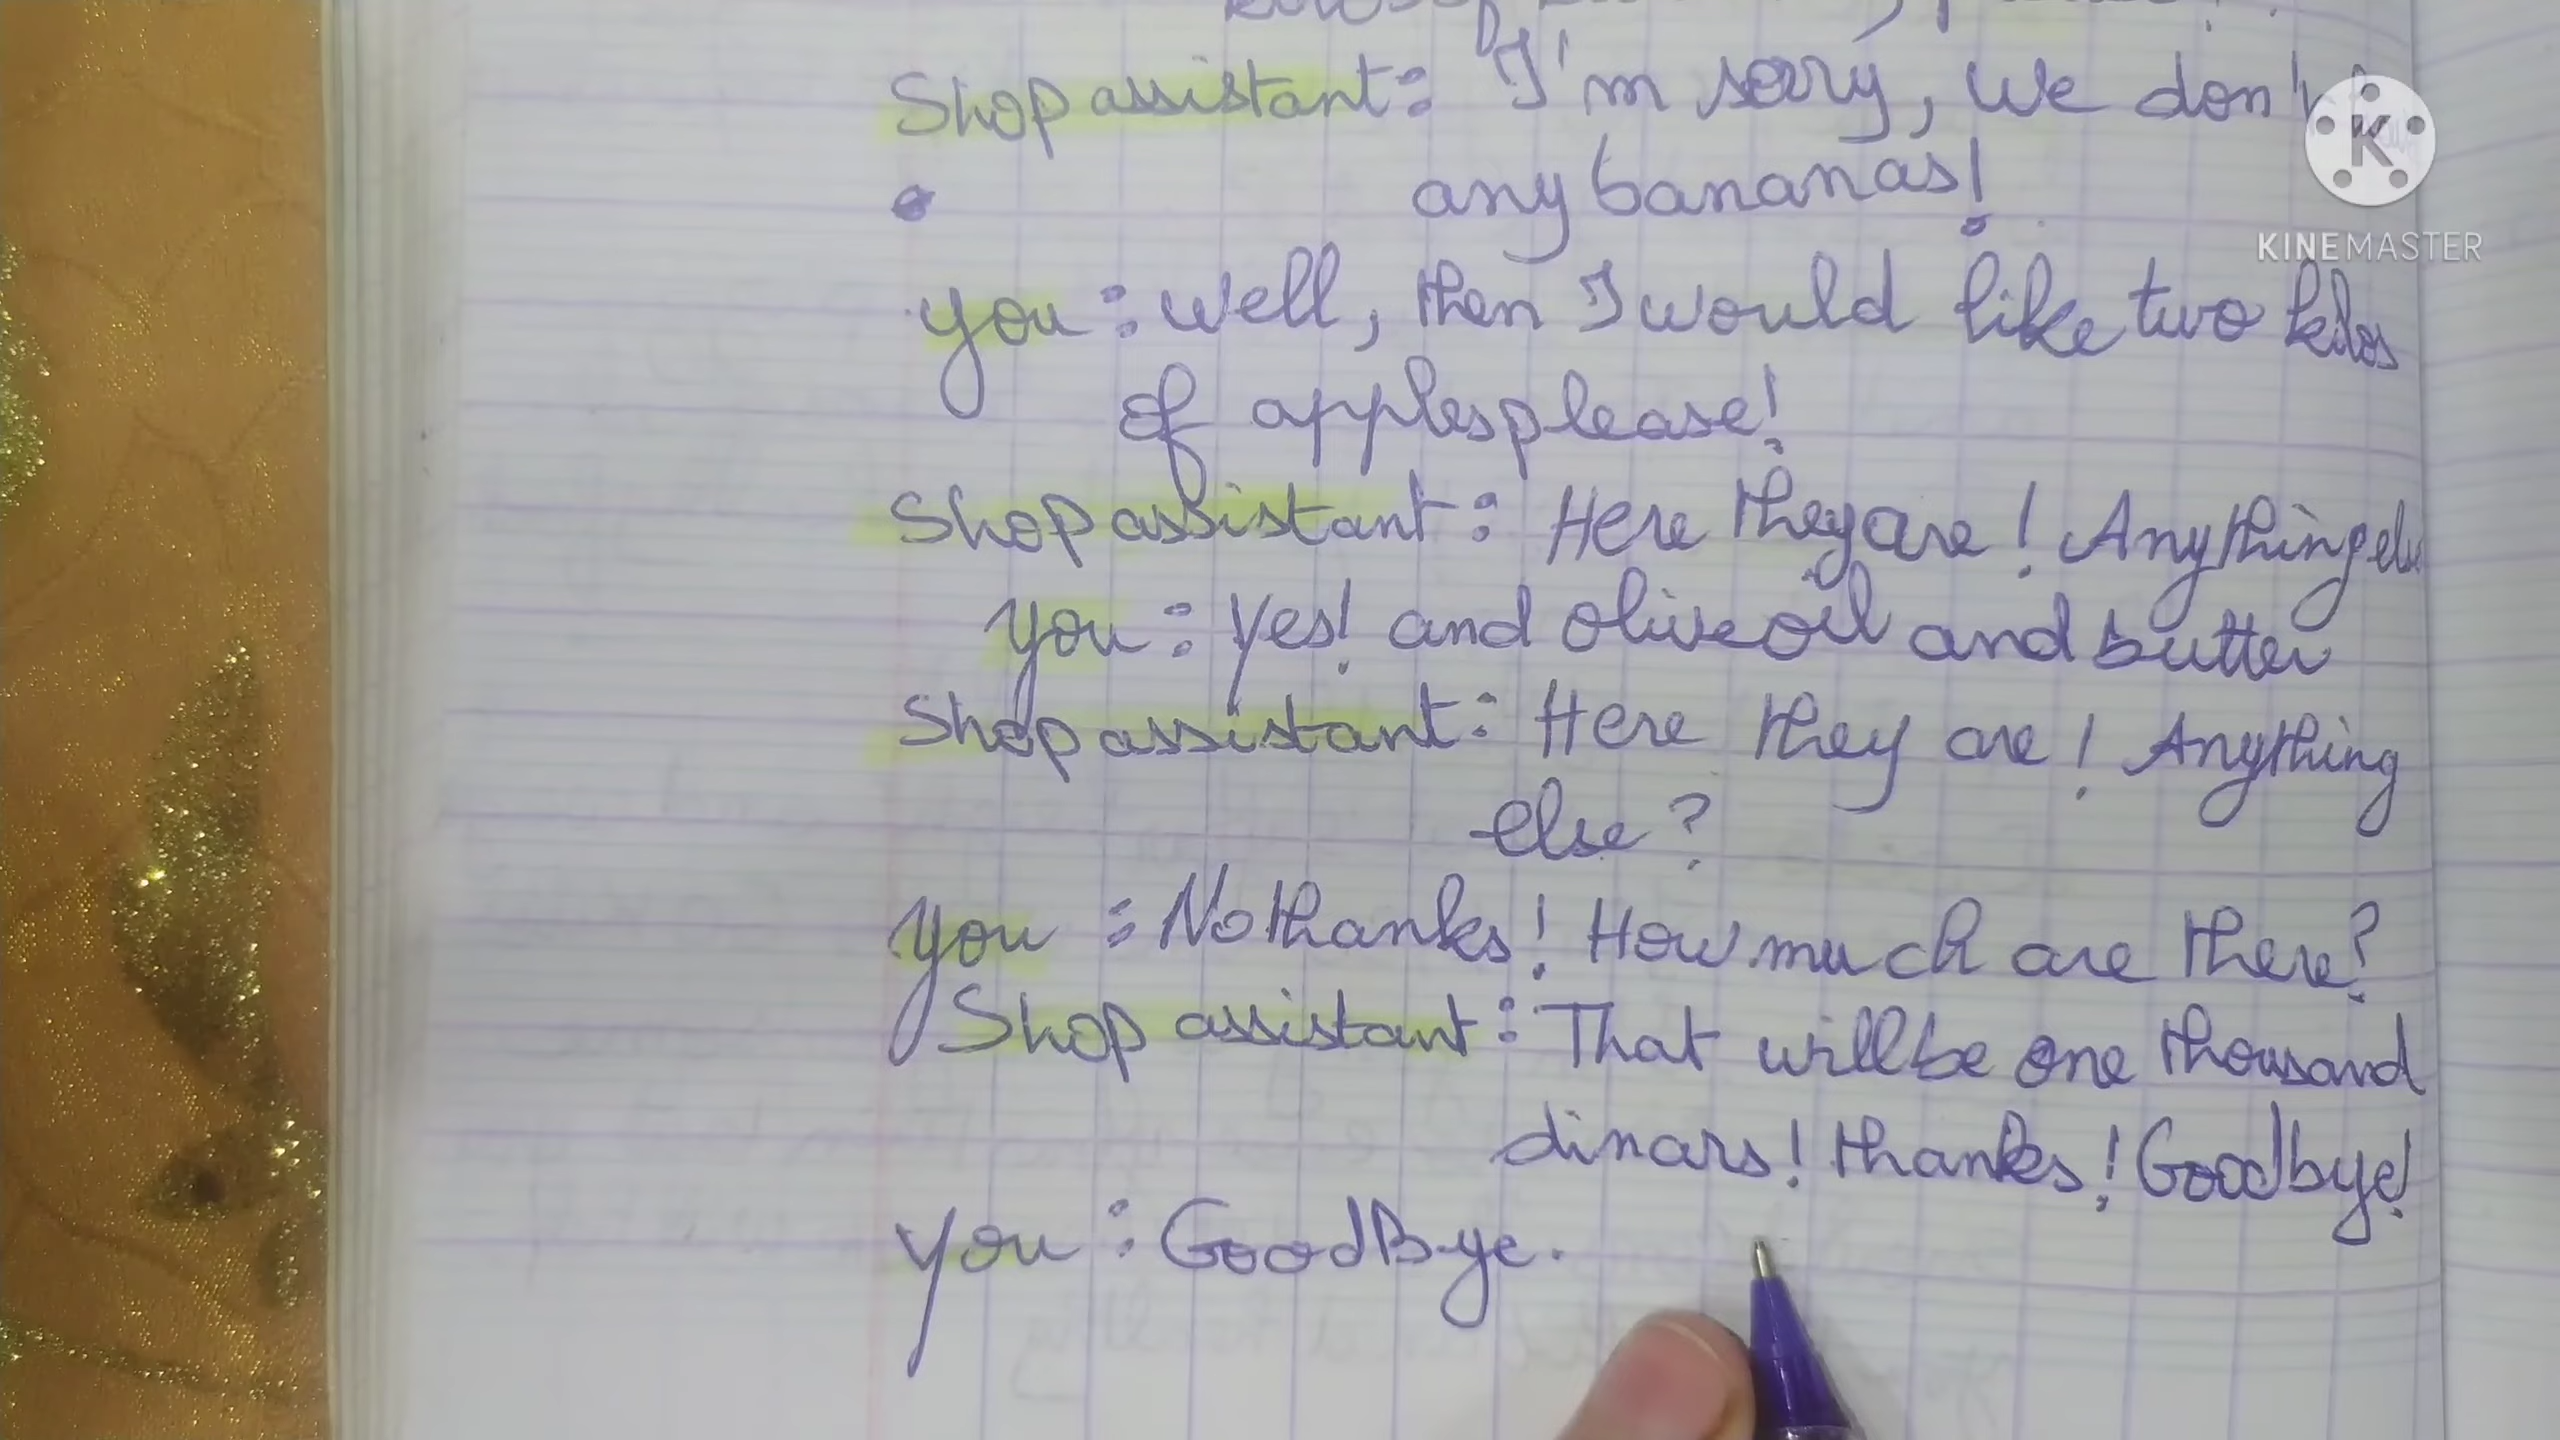 Shop assistant: I'm sorry, we don't
any bananas!
you: well, then I would like two kilos
of apples please!
Shop assistant: Here they are! Anything
you: yes! and olive oil and butter
Shop assistant: Here they are! Anything
else?
you: No thanks! How much are there?
Shop assistant: That will be one thousand
dinars! thanks! Goodbye!
you: GoodBye.
KINEMASTER